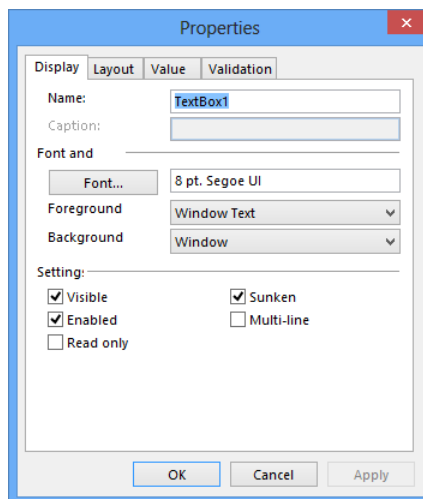 Properties
Display Layout Value Validation
Name: TextBox1
Caption:
Font and
Font... 8 pt. Segoe UI
Foreground Window Text
Background Window
Setting:
Visible Sunken
Enabled Multi-line
Read only
OK Cancel Apply